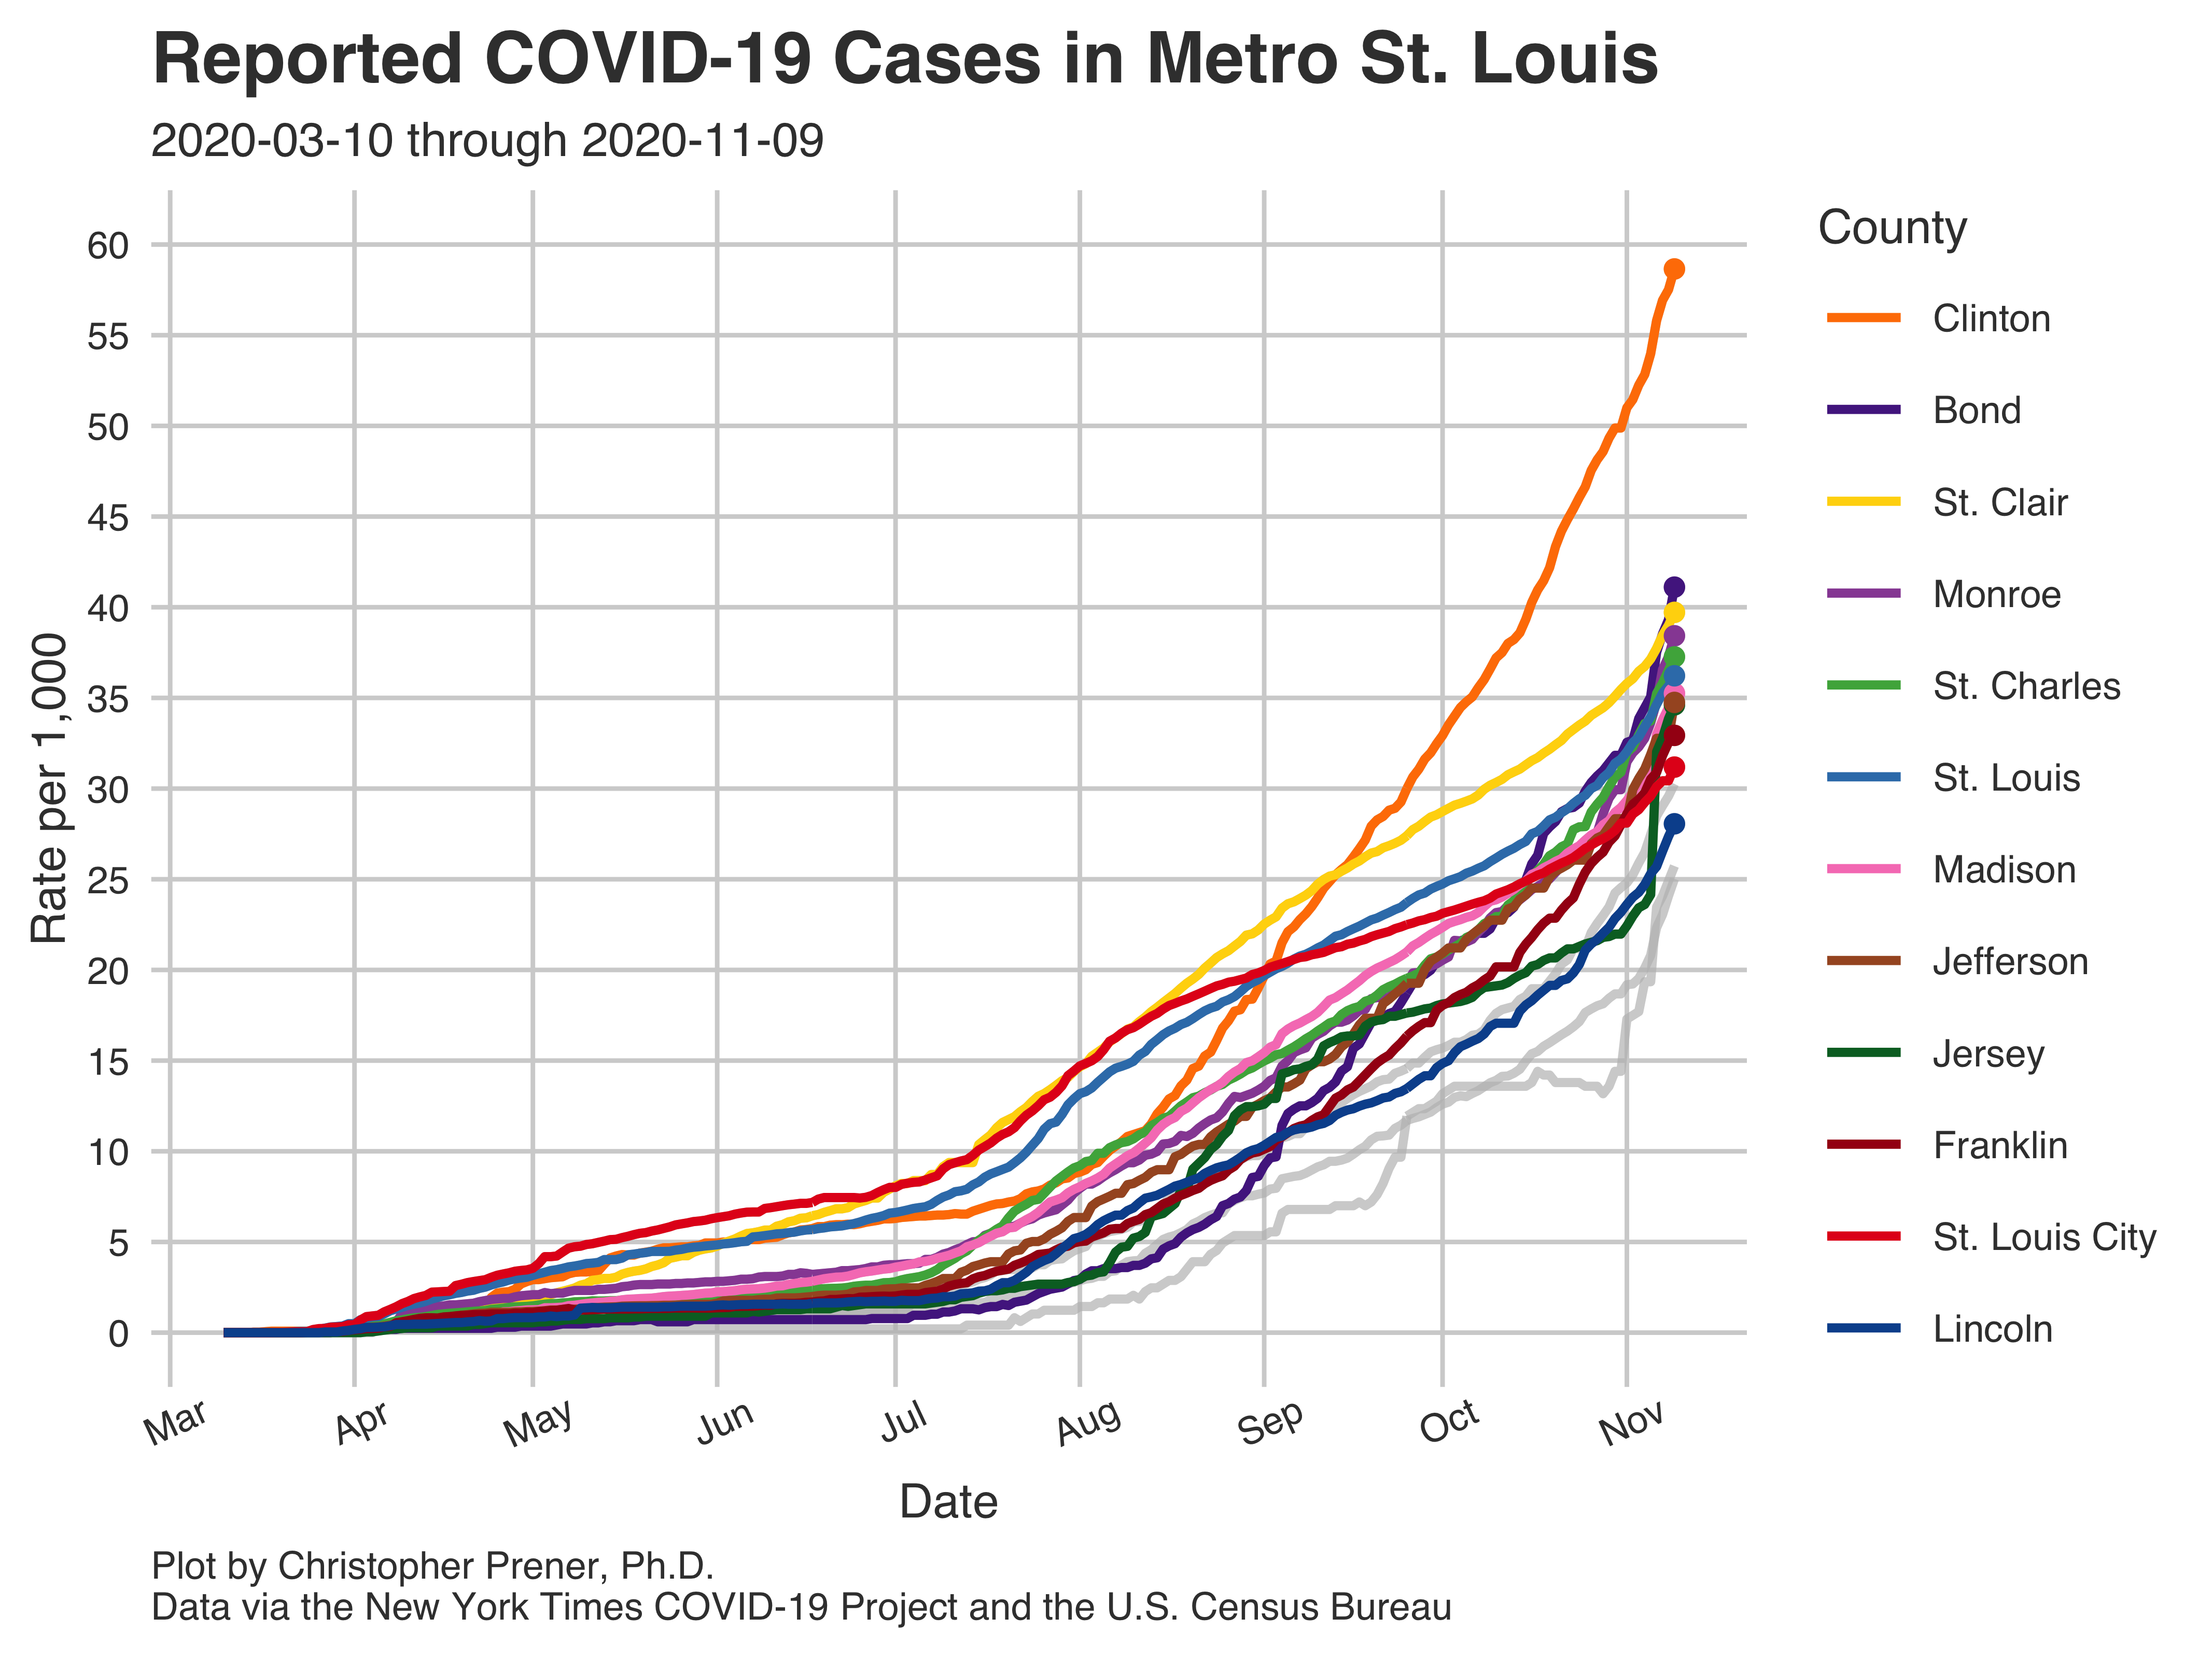 Reported COVID-19 Cases in Metro St. Louis
2020-03-10 through 2020-11-09
Rate per 1,000
60
55
50
45
40
35
30
25
20
15
10
5
0
Mar
Apr
May
Jun
Jul
Aug
Sep
Oct
Nov
Date
County
Clinton
Bond
St. Clair
Monroe
St. Charles
St. Louis
Madison
Jefferson
Jersey
Franklin
St. Louis City
Lincoln
Plot by Christopher Prener, Ph.D.
Data via the New York Times COVID-19 Project and the U.S. Census Bureau